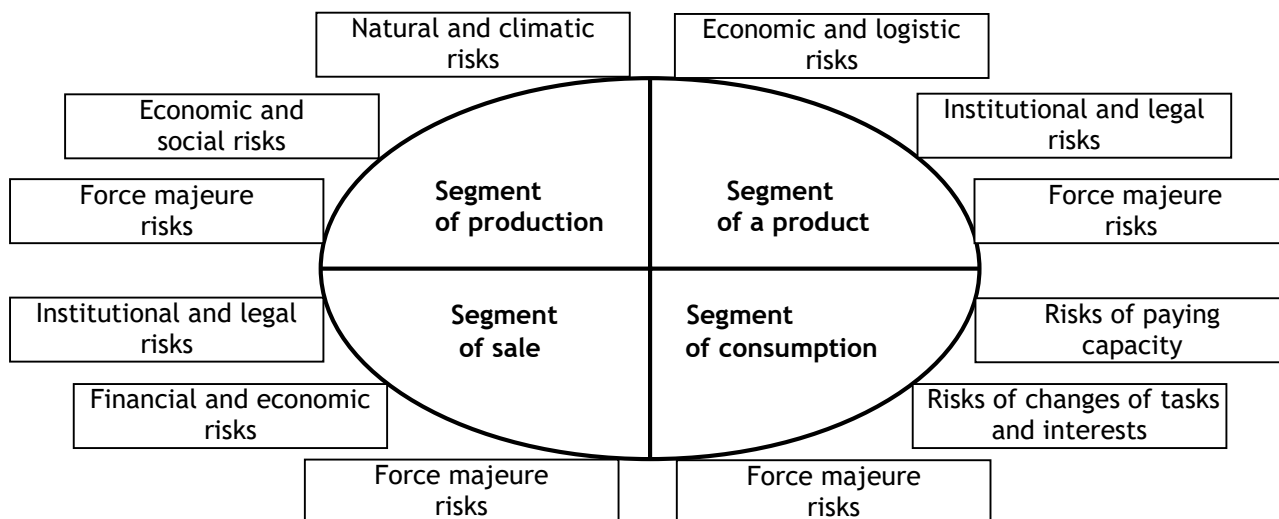 Natural and climatic
risks
Economic and logistic
risks
Economic and
social risks
Institutional and legal
risks
Force majeure
risks
Segment
of production
Segment
of a product
Force majeure
risks
Institutional and legal
risks
Segment
of sale
Segment
of consumption
Risks of paying
capacity
Financial and economic
risks
Risks of changes of tasks
and interests
Force majeure
risks
Force majeure
risks